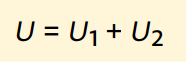 U = U₁ + U₂